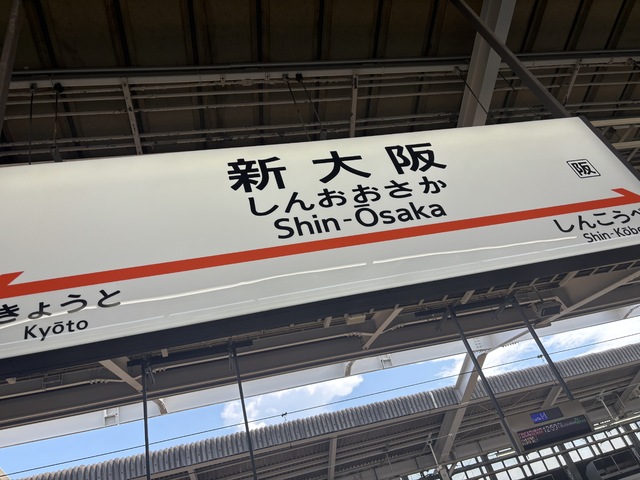 新大阪
しんおおさか
Shin-Ōsaka
阪
しんこうべ
Shin-Kōbe
きょうと
Kyōto